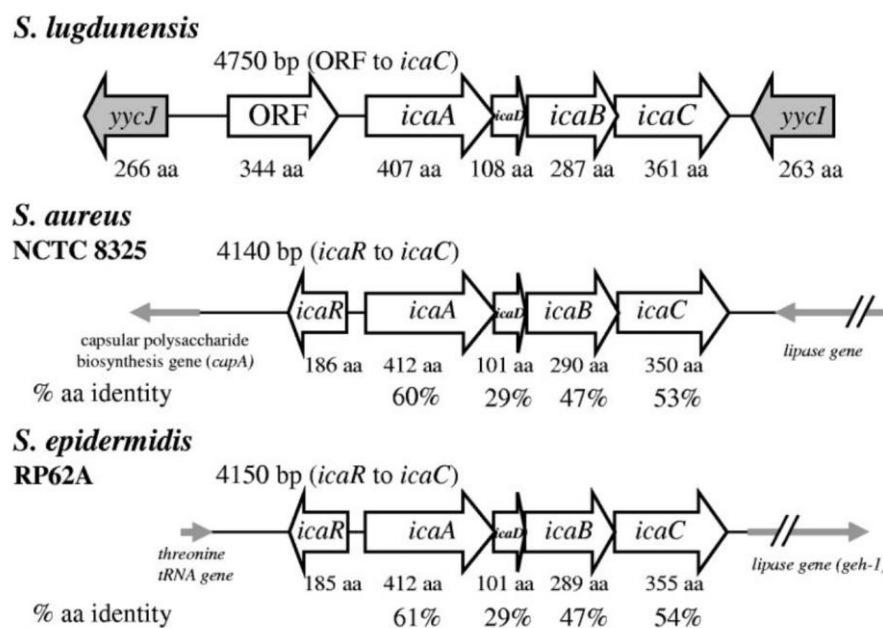 S. lugdunensis
4750 bp (ORF to icaC)
yycJ ORF icaA icaD icaB icaC yycI
266 aa 344 aa 407 aa 108 aa 287 aa 361 aa 263 aa
S. aureus
NCTC 8325 4140 bp (icaR to icaC)
icaR icaA icaD icaB icaC
capsular polysaccharide
biosynthesis gene (capA)
lipase gene
186 aa 412 aa 101 aa 290 aa 350 aa
% aa identity 60% 29% 47% 53%
S. epidermidis
RP62A 4150 bp (icaR to icaC)
icaR icaA icaD icaB icaC
threonine
tRNA gene
lipase gene (geh-1
185 aa 412 aa 101 aa 289 aa 355 aa
% aa identity 61% 29% 47% 54%